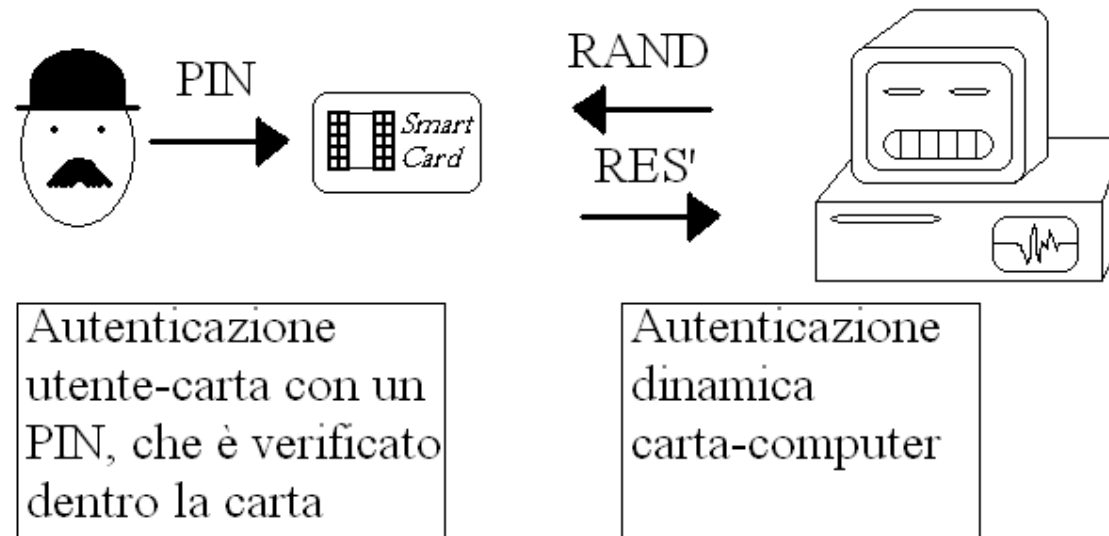 PIN
Smart
Card
RAND
RES'
Autenticazione
utente-carta con un
PIN, che è verificato
dentro la carta
Autenticazione
dinamica
carta-computer